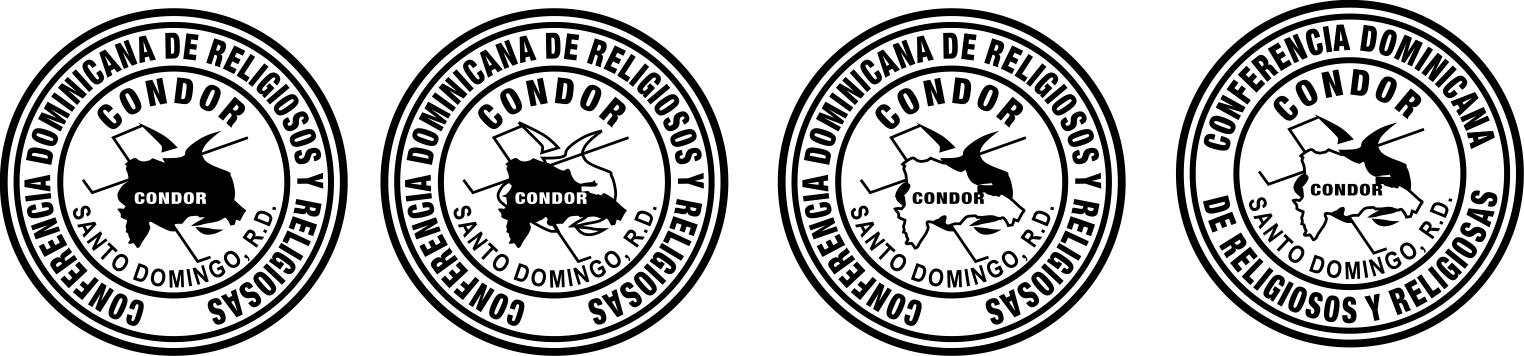 CONFERENCIA DOMINICANA DE RELIGIOSOS Y RELIGIOSAS
CONDOR
CONDOR
SANTO DOMINGO, R.D.
CONFERENCIA DOMINICANA DE RELIGIOSOS Y RELIGIOSAS
CONDOR
CONDOR
SANTO DOMINGO, R.D.
CONFERENCIA DOMINICANA DE RELIGIOSOS Y RELIGIOSAS
CONDOR
CONDOR
SANTO DOMINGO, R.D.
CONFERENCIA DOMINICANA
DE RELIGIOSOS Y RELIGIOSAS
CONDOR
CONDOR
SANTO DOMINGO, R.D.